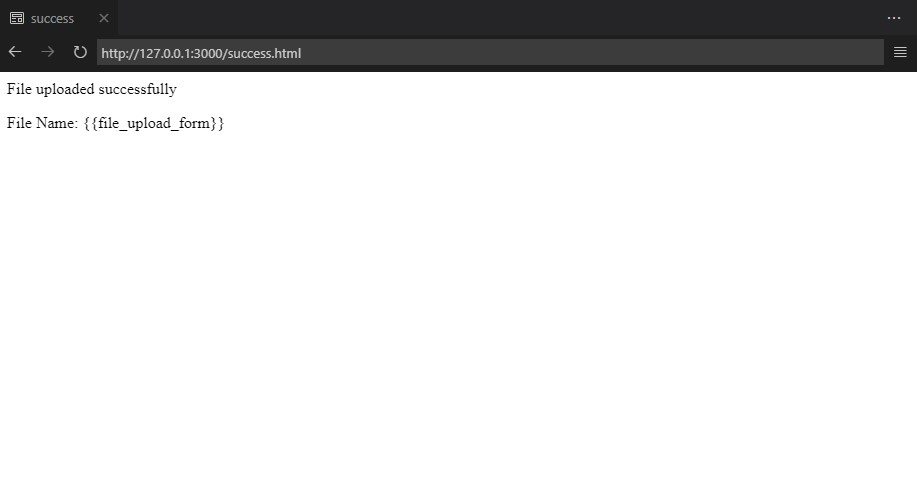 success
http://127.0.0.1:3000/success.html
File uploaded successfully
File Name: {{file_upload_form}}